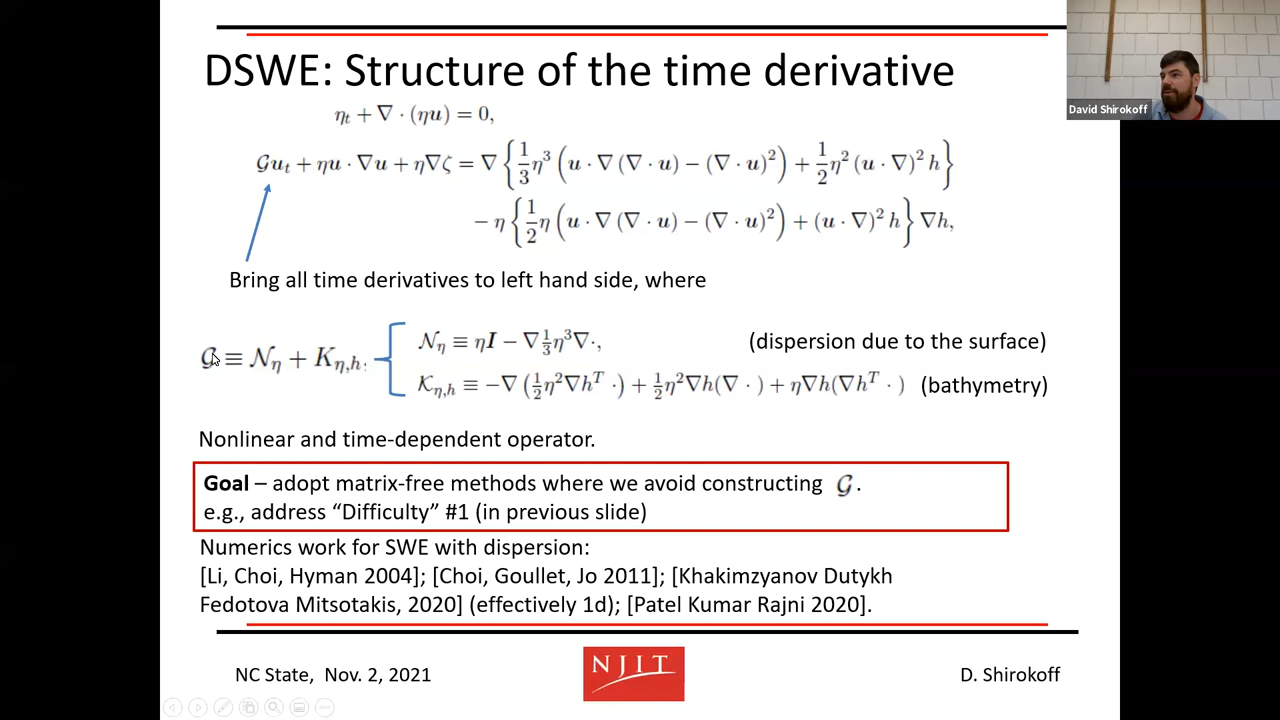 DSWE: Structure of the time derivative
David Shirokoff
η_t + ∇ · (ηu) = 0,
𝒢u_t + ηu · ∇u + η∇ζ = ∇ { 1/3 η³ (u · ∇ (∇ · u) − (∇ · u)²) + 1/2 η² (u · ∇)² h }
− η { 1/2 η (u · ∇ (∇ · u) − (∇ · u)²) + (u · ∇)² h } ∇h,
Bring all time derivatives to left hand side, where
𝒢 ≡ 𝒩_η + K_{η,h},
𝒩_η ≡ ηI − ∇ 1/3 η³ ∇·, (dispersion due to the surface)
𝒦_{η,h} ≡ −∇ (1/2 η² ∇h^T ·) + 1/2 η² ∇h(∇ · ) + η∇h(∇h^T · ) (bathymetry)
Nonlinear and time-dependent operator.
Goal – adopt matrix-free methods where we avoid constructing 𝒢.
e.g., address “Difficulty” #1 (in previous slide)
Numerics work for SWE with dispersion:
[Li, Choi, Hyman 2004]; [Choi, Goullet, Jo 2011]; [Khakimzyanov Dutykh
Fedotova Mitsotakis, 2020] (effectively 1d); [Patel Kumar Rajni 2020].
NC State, Nov. 2, 2021
NJIT
D. Shirokoff